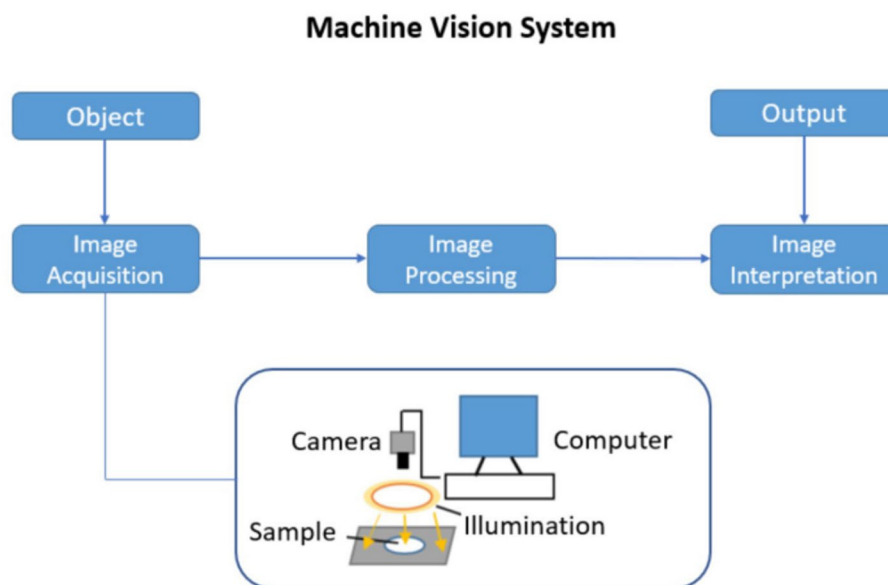 Machine Vision System
Object
Output
Image
Acquisition
Image
Processing
Image
Interpretation
Camera
Computer
Sample
Illumination